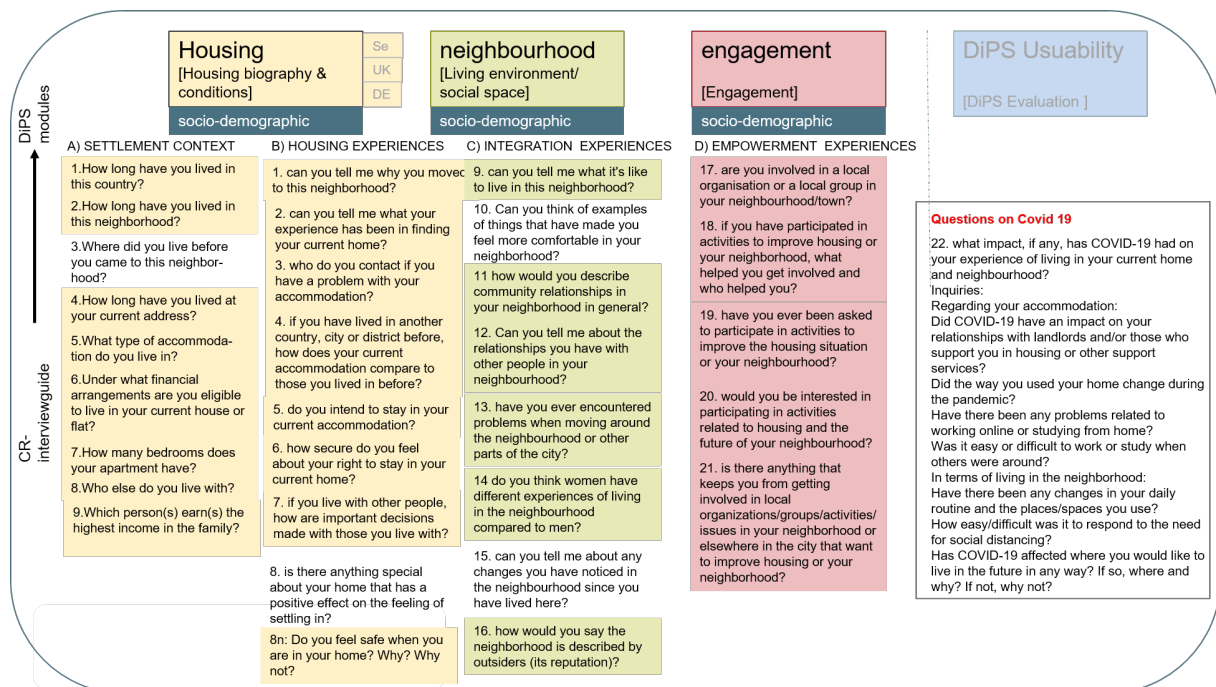 Housing
[Housing biography &
conditions]
Se
UK
DE
socio-demographic
neighbourhood
[Living environment/
social space]
socio-demographic
engagement
[Engagement]
socio-demographic
DiPS Usuability
[DiPS Evaluation ]
DiPS
modules
CR-
interviewguide
A) SETTLEMENT CONTEXT
1.How long have you lived in
this country?
2.How long have you lived in
this neighborhood?
3.Where did you live before
you came to this neighbor-
hood?
4.How long have you lived at
your current address?
5.What type of accommoda-
tion do you live in?
6.Under what financial
arrangements are you eligible
to live in your current house or
flat?
7.How many bedrooms does
your apartment have?
8.Who else do you live with?
9.Which person(s) earn(s) the
highest income in the family?
B) HOUSING EXPERIENCES
1. can you tell me why you moved
to this neighborhood?
2. can you tell me what your
experience has been in finding
your current home?
3. who do you contact if you
have a problem with your
accommodation?
4. if you have lived in another
country, city or district before,
how does your current
accommodation compare to
those you lived in before?
5. do you intend to stay in your
current accommodation?
6. how secure do you feel
about your right to stay in your
current home?
7. if you live with other people,
how are important decisions
made with those you live with?
8. is there anything special
about your home that has a
positive effect on the feeling of
settling in?
8n: Do you feel safe when you
are in your home? Why? Why
not?
C) INTEGRATION EXPERIENCES
9. can you tell me what it's like
to live in this neighborhood?
10. Can you think of examples
of things that have made you
feel more comfortable in your
neighborhood?
11 how would you describe
community relationships in
your neighborhood in general?
12. Can you tell me about the
relationships you have with
other people in your
neighbourhood?
13. have you ever encountered
problems when moving around
the neighbourhood or other
parts of the city?
14 do you think women have
different experiences of living
in the neighbourhood
compared to men?
15. can you tell me about any
changes you have noticed in
the neighbourhood since you
have lived here?
16. how would you say the
neighborhood is described by
outsiders (its reputation)?
D) EMPOWERMENT EXPERIENCES
17. are you involved in a local
organisation or a local group in
your neighbourhood/town?
18. if you have participated in
activities to improve housing or
your neighborhood, what
helped you get involved and
who helped you?
19. have you ever been asked
to participate in activities to
improve the housing situation
or your neighbourhood?
20. would you be interested in
participating in activities
related to housing and the
future of your neighbourhood?
21. is there anything that
keeps you from getting
involved in local
organizations/groups/activities/
issues in your neighborhood or
elsewhere in the city that want
to improve housing or your
neighborhood?
Questions on Covid 19
22. what impact, if any, has COVID-19 had on
your experience of living in your current home
and neighbourhood?
Inquiries:
Regarding your accommodation:
Did COVID-19 have an impact on your
relationships with landlords and/or those who
support you in housing or other support
services?
Did the way you used your home change during
the pandemic?
Have there been any problems related to
working online or studying from home?
Was it easy or difficult to work or study when
others were around?
In terms of living in the neighborhood:
Have there been any changes in your daily
routine and the places/spaces you use?
How easy/difficult was it to respond to the need
for social distancing?
Has COVID-19 affected where you would like to
live in the future in any way? If so, where and
why? If not, why not?